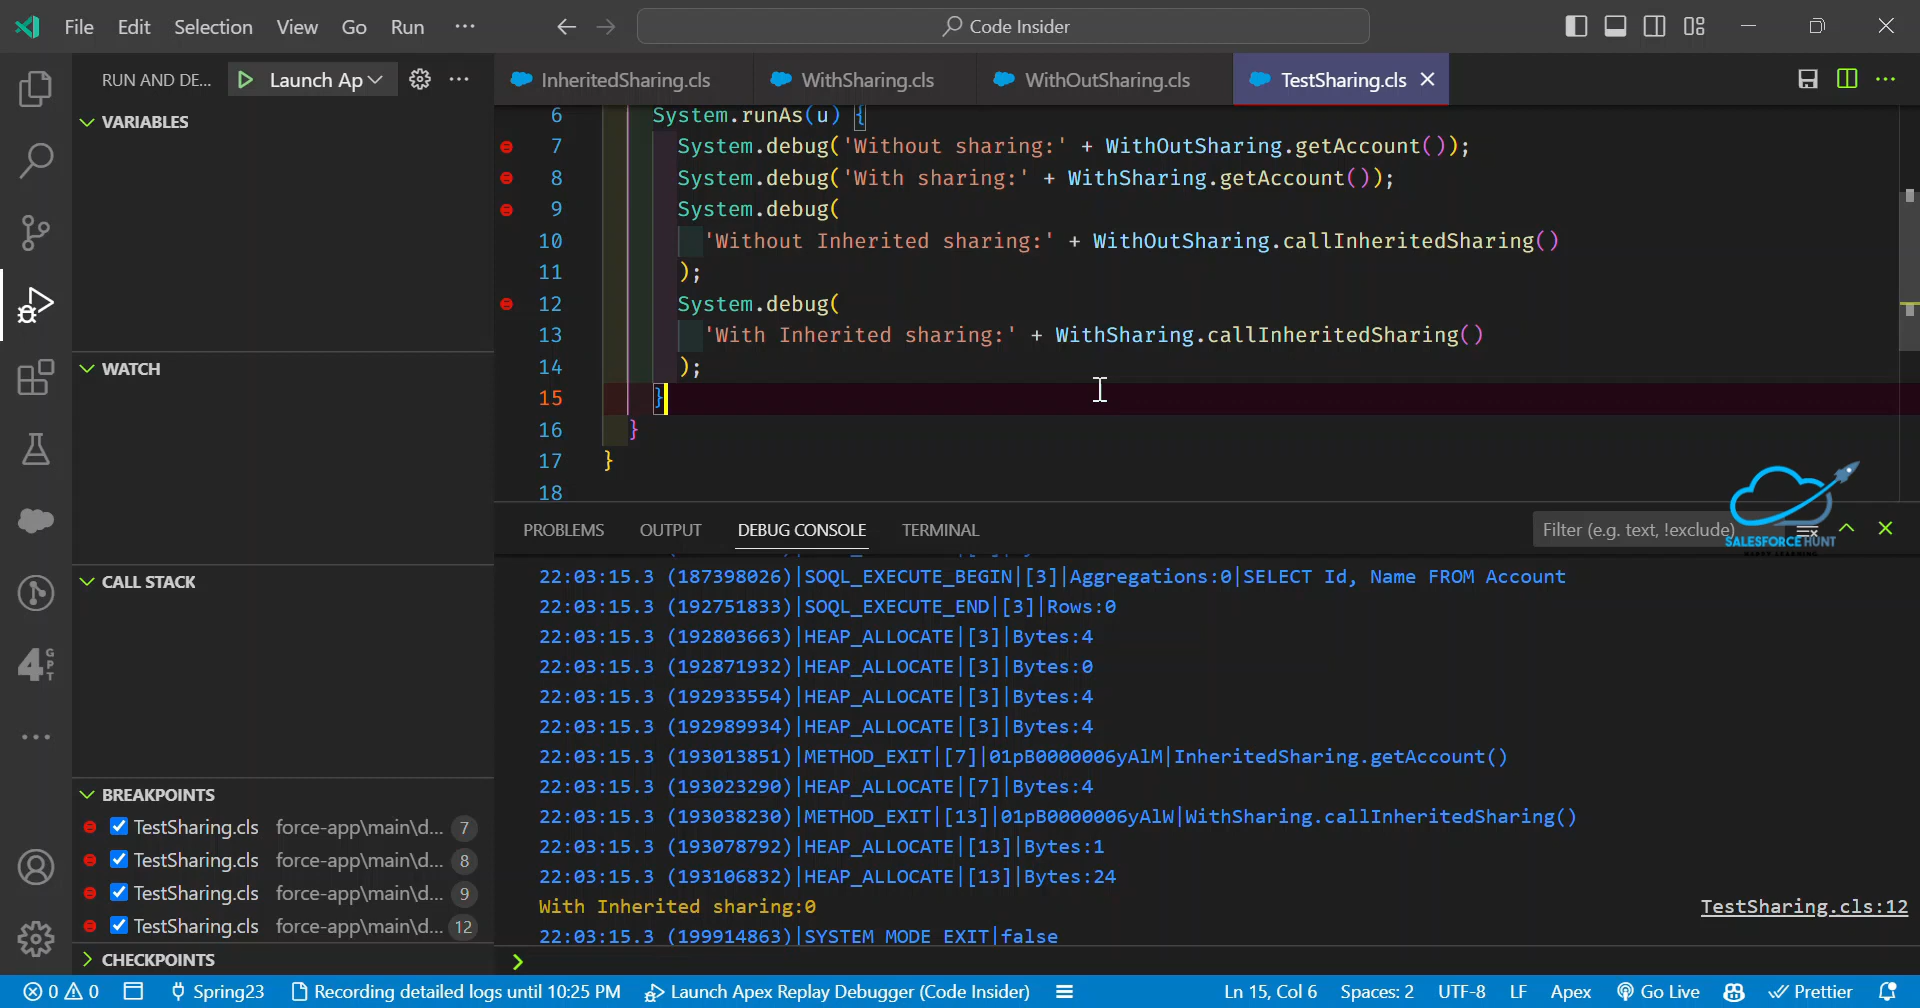 File Edit Selection View Go Run ···
Code Insider
RUN AND DE... Launch Ap
InheritedSharing.cls WithSharing.cls WithOutSharing.cls TestSharing.cls
VARIABLES
6 System.runAs(u) {
7 System.debug('Without sharing:' + WithOutSharing.getAccount());
8 System.debug('With sharing:' + WithSharing.getAccount());
9 System.debug(
10 'Without Inherited sharing:' + WithOutSharing.callInheritedSharing()
11 );
12 System.debug(
13 'With Inherited sharing:' + WithSharing.callInheritedSharing()
14 );
15 }
16 }
17 }
18
WATCH
CALL STACK
4 GPT
BREAKPOINTS
TestSharing.cls force-app\main\d... 7
TestSharing.cls force-app\main\d... 8
TestSharing.cls force-app\main\d... 9
TestSharing.cls force-app\main\d... 12
CHECKPOINTS
PROBLEMS OUTPUT DEBUG CONSOLE TERMINAL
Filter (e.g. text, !exclude)
SALESFORCE HUNT
22:03:15.3 (187398026)|SOQL_EXECUTE_BEGIN|[3]|Aggregations:0|SELECT Id, Name FROM Account
22:03:15.3 (192751833)|SOQL_EXECUTE_END|[3]|Rows:0
22:03:15.3 (192803663)|HEAP_ALLOCATE|[3]|Bytes:4
22:03:15.3 (192871932)|HEAP_ALLOCATE|[3]|Bytes:0
22:03:15.3 (192933554)|HEAP_ALLOCATE|[3]|Bytes:4
22:03:15.3 (192989934)|HEAP_ALLOCATE|[3]|Bytes:4
22:03:15.3 (193013851)|METHOD_EXIT|[7]|01pB0000006yAlM|InheritedSharing.getAccount()
22:03:15.3 (193023290)|HEAP_ALLOCATE|[7]|Bytes:4
22:03:15.3 (193038230)|METHOD_EXIT|[13]|01pB0000006yAlW|WithSharing.callInheritedSharing()
22:03:15.3 (193078792)|HEAP_ALLOCATE|[13]|Bytes:1
22:03:15.3 (193106832)|HEAP_ALLOCATE|[13]|Bytes:24
With Inherited sharing:0 TestSharing.cls:12
22:03:15.3 (199914863)|SYSTEM_MODE_EXIT|false
0 0 Spring23 Recording detailed logs until 10:25 PM Launch Apex Replay Debugger (Code Insider) Ln 15, Col 6 Spaces: 2 UTF-8 LF Apex Go Live Prettier